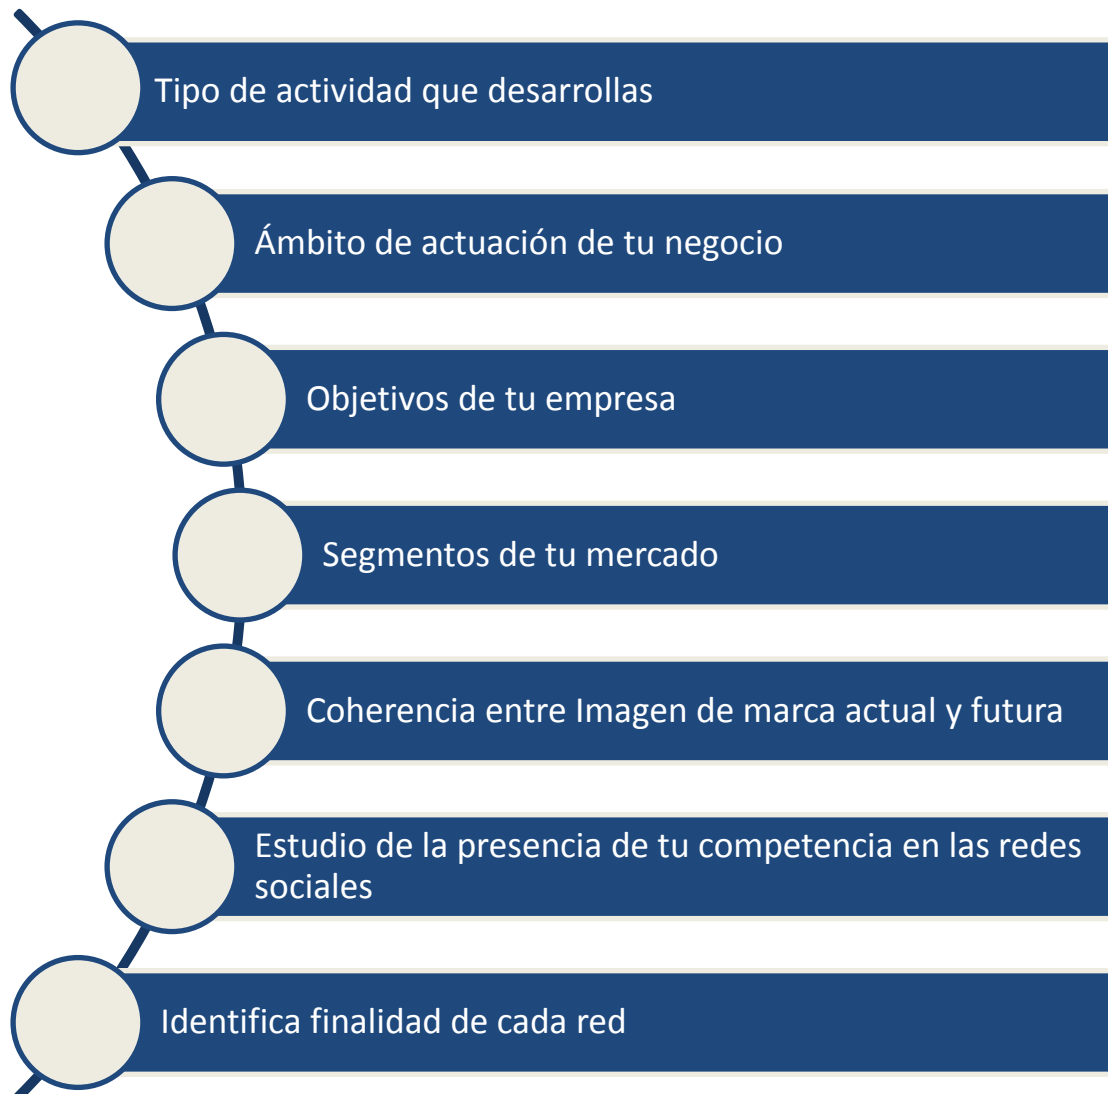 Tipo de actividad que desarrollas
Ámbito de actuación de tu negocio
Objetivos de tu empresa
Segmentos de tu mercado
Coherencia entre Imagen de marca actual y futura
Estudio de la presencia de tu competencia en las redes
sociales
Identifica finalidad de cada red